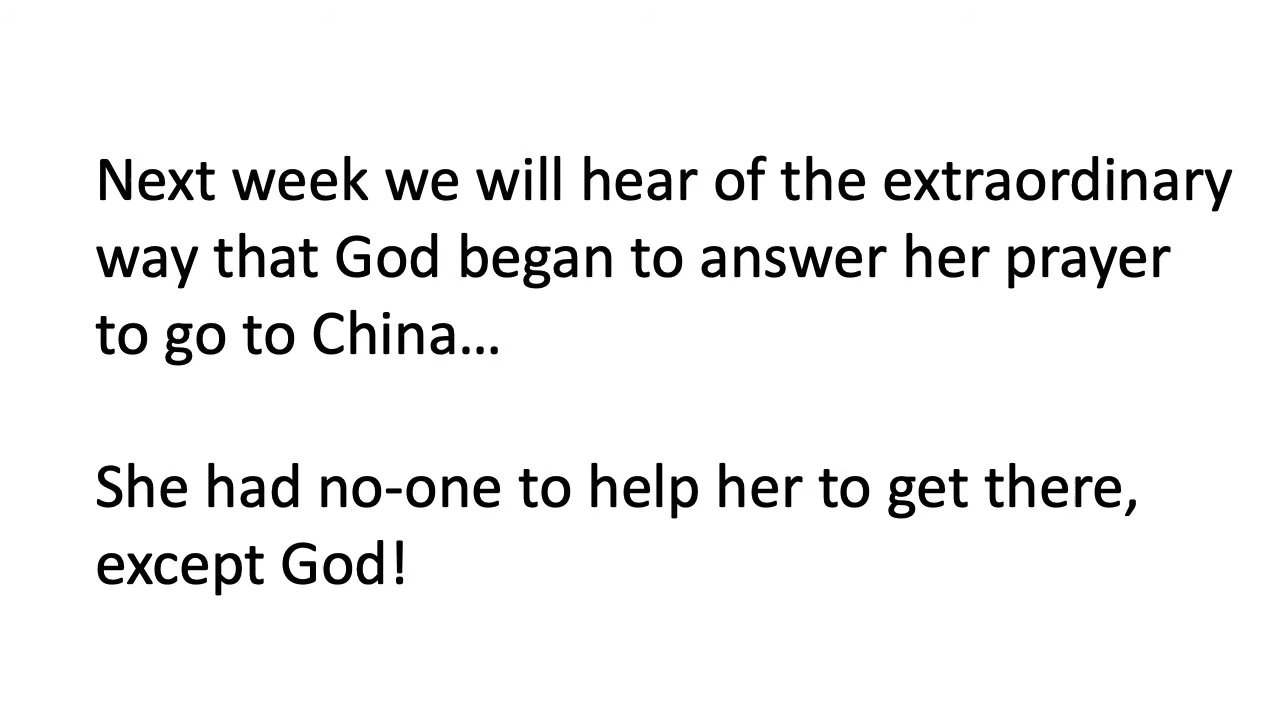 Next week we will hear of the extraordinary
way that God began to answer her prayer
to go to China…
She had no-one to help her to get there,
except God!